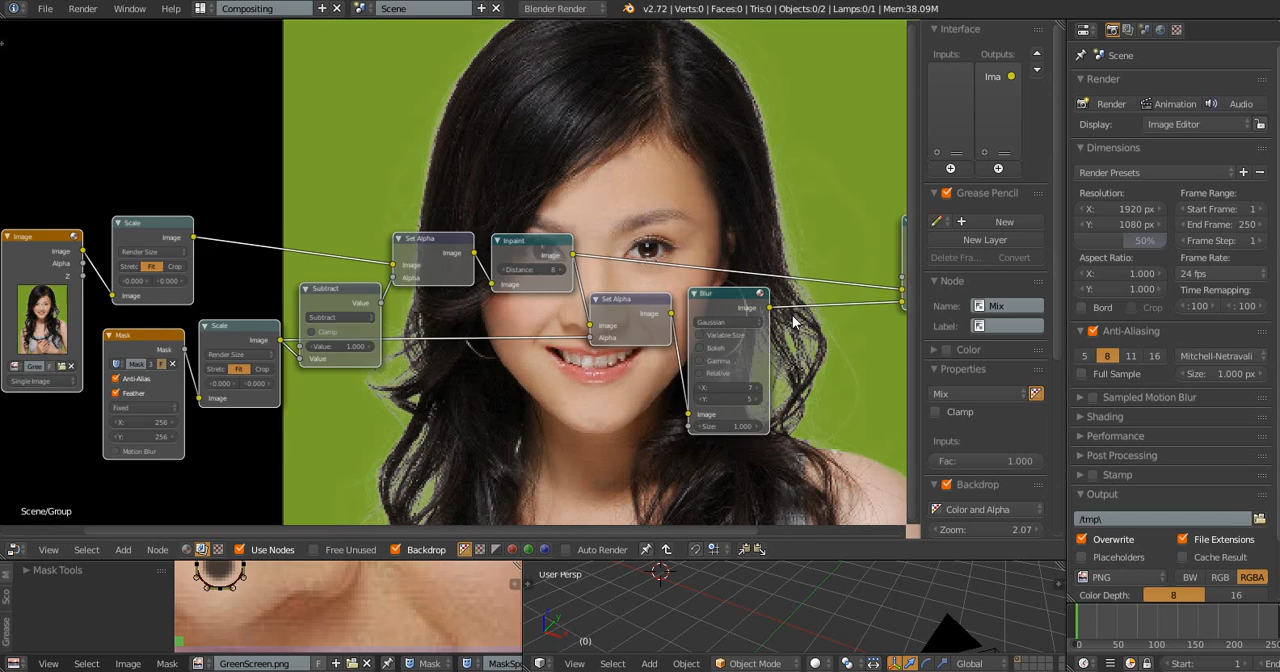 File Render Window Help Compositing Scene Blender Render v2.72 | Verts:0 | Faces:0 | Tris:0 | Objects:0/2 | Lamps:0/1 | Mem:38.09M
Image
Image
Alpha
Z
Gree F
Single Image
Scale
Image
Render Size
Stretc Fit Crop
0.000 0.000
Image
Mask
Mask
Mask 3 F
Anti-Alias
Feather
Fixed
X: 256
Y: 256
Motion Blur
Scale
Image
Render Size
Stretc Fit Crop
0.000 0.000
Image
Subtract
Value
Subtract
Clamp
Value: 1.000
Value
Set Alpha
Image
Image
Alpha
Inpaint
Image
Distance: 8
Image
Set Alpha
Image
Image
Alpha
Blur
Image
Gaussian
Variable Size
Bokeh
Gamma
Relative
X: 7
Y: 5
Image
Size: 1.000
Scene/Group
Interface
Inputs: Outputs:
Ima
Grease Pencil
New
New Layer
Delete Fra... Convert
Node
Name: Mix
Label:
Color
Properties
Mix
Clamp
Inputs:
Fac: 1.000
Backdrop
Color and Alpha
Zoom: 2.07
Scene
Render
Render Animation Audio
Display: Image Editor
Dimensions
Render Presets
Resolution: Frame Range:
X: 1920 px Start Frame: 1
Y: 1080 px End Frame: 250
50% Frame Step: 1
Aspect Ratio: Frame Rate:
X: 1.000 24 fps
Y: 1.000 Time Remapping:
Bord Crop :100 :100
Anti-Aliasing
5 8 11 16 Mitchell-Netravali
Full Sample Size: 1.000 px
Sampled Motion Blur
Shading
Performance
Post Processing
Stamp
Output
/tmp\
Overwrite File Extensions
Placeholders Cache Result
PNG BW RGB RGBA
Color Depth: 8 16
View Select Add Node Use Nodes Free Unused Backdrop Auto Render
M
Sco
Grease
Mask Tools
User Persp
(0)
0 50 100 150 200 25
View Select Image Mask GreenScreen.png F Mask MaskSp
View Select Add Object Object Mode Global
Start: 1 En